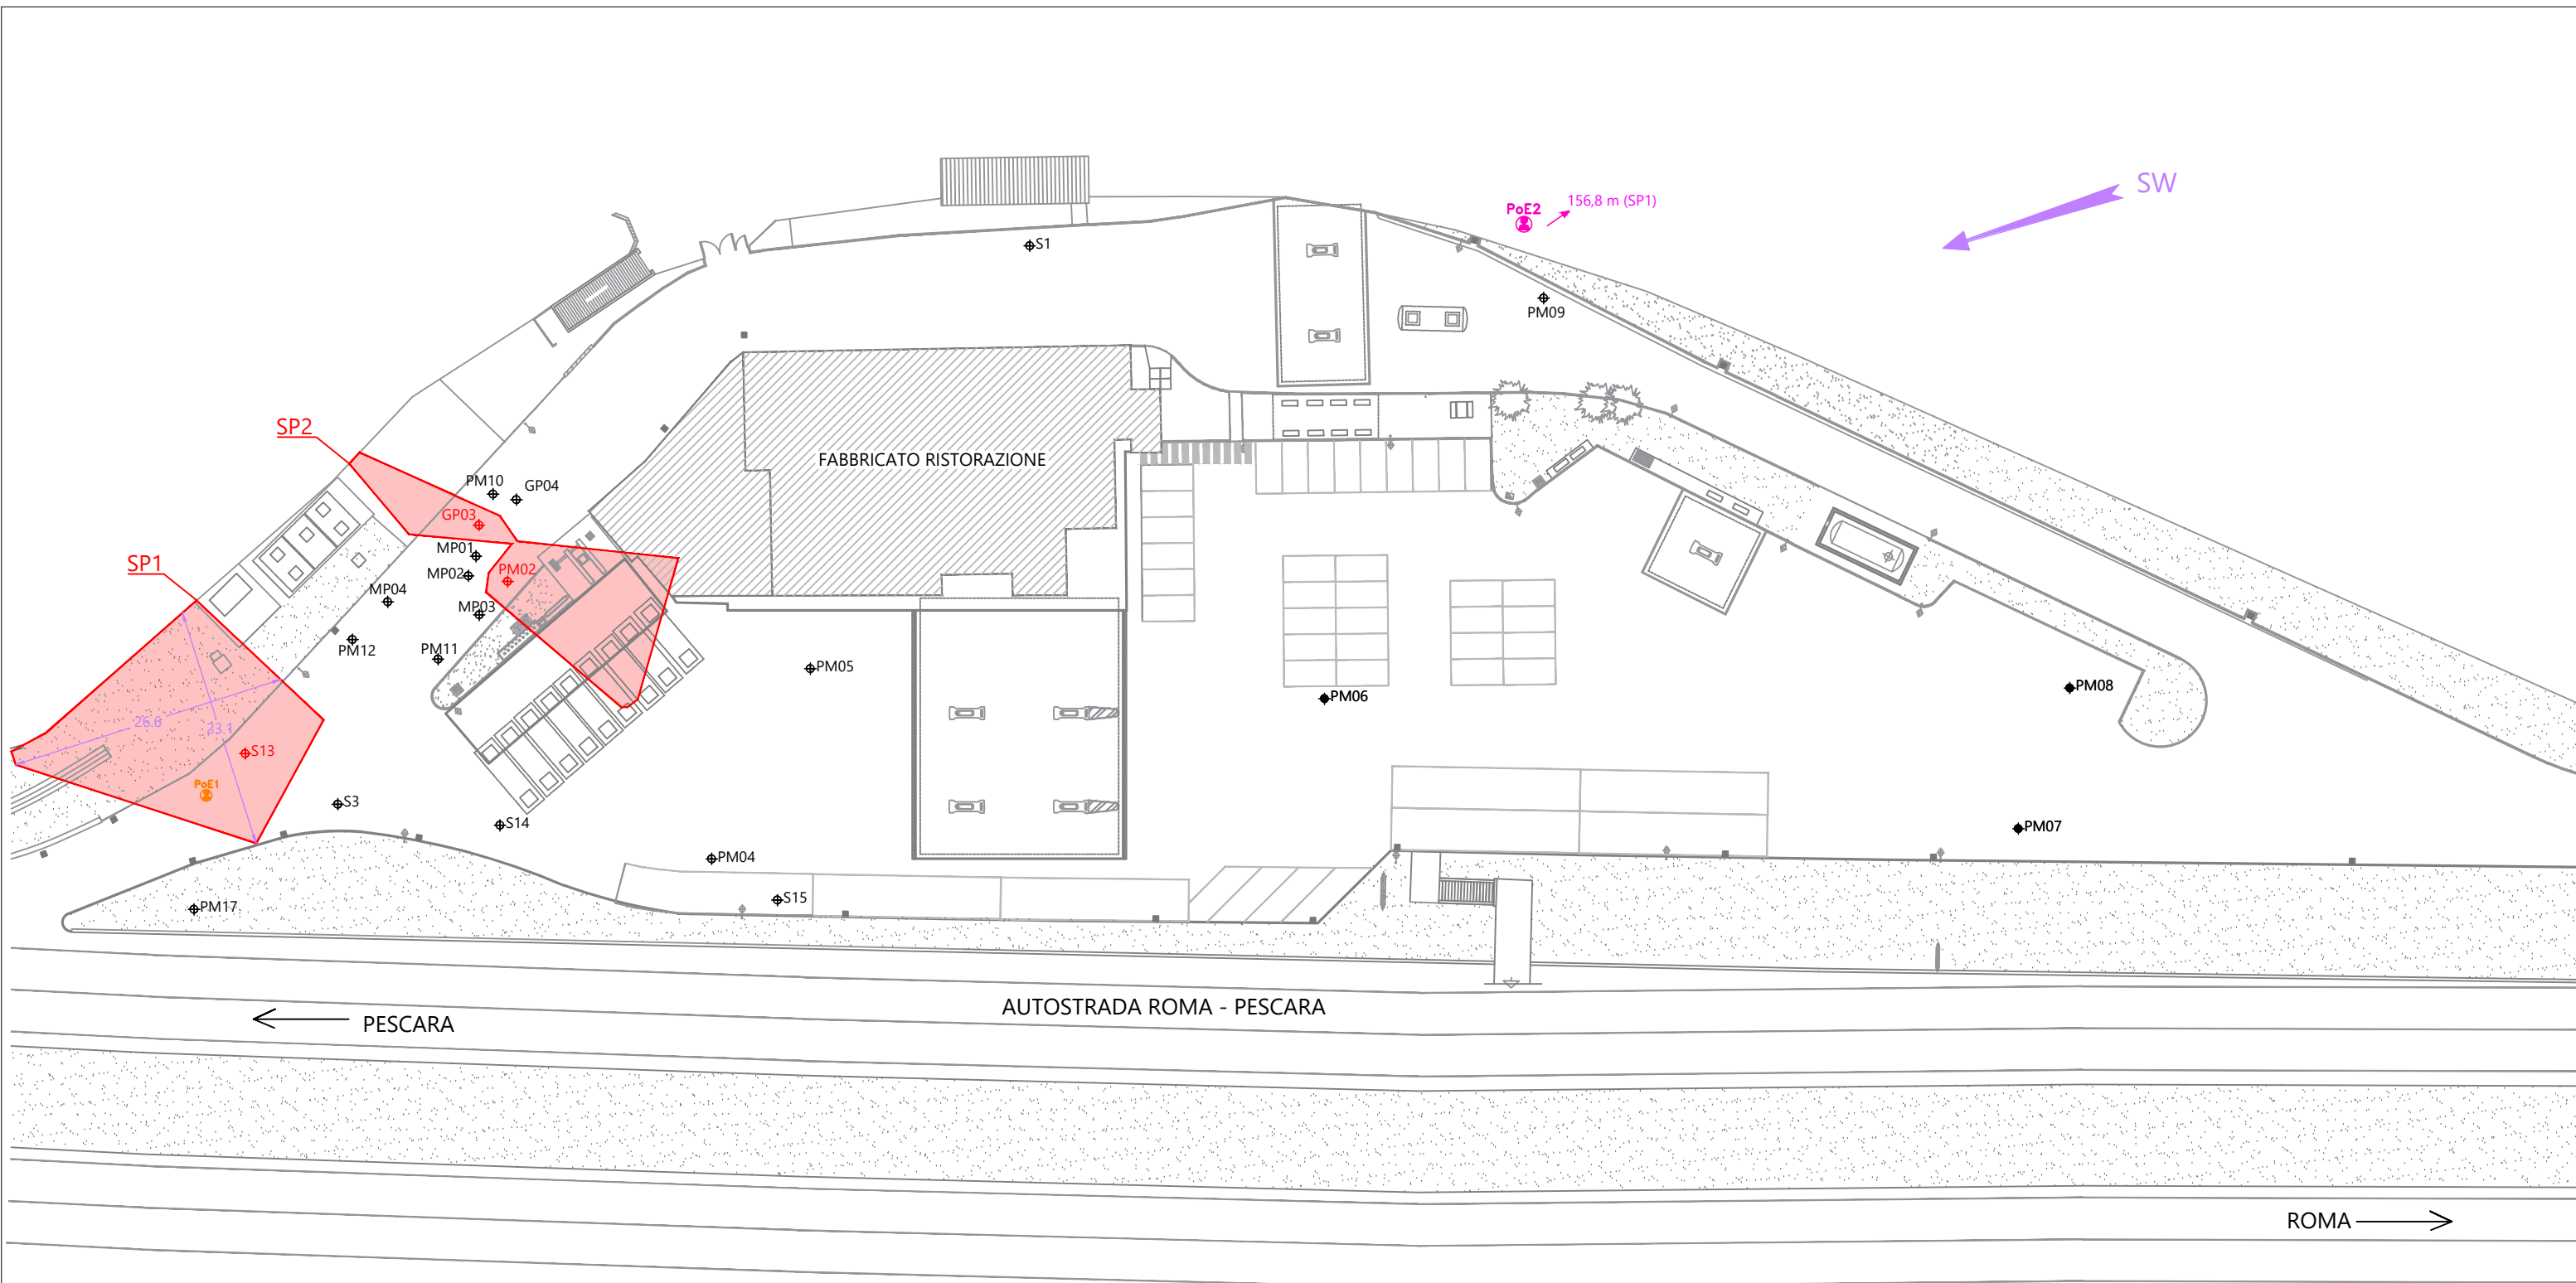 SW
PoE2
156,8 m (SP1)
S1
PM09
SP2
FABBRICATO RISTORAZIONE
PM10
GP04
GP03
MP01
SP1
PM02
MP02
MP04
MP03
PM12
PM11
PM05
PM08
PM06
26.6
23.1
S13
PoE1
S3
S14
PM07
PM04
S15
PM17
AUTOSTRADA ROMA - PESCARA
PESCARA
ROMA